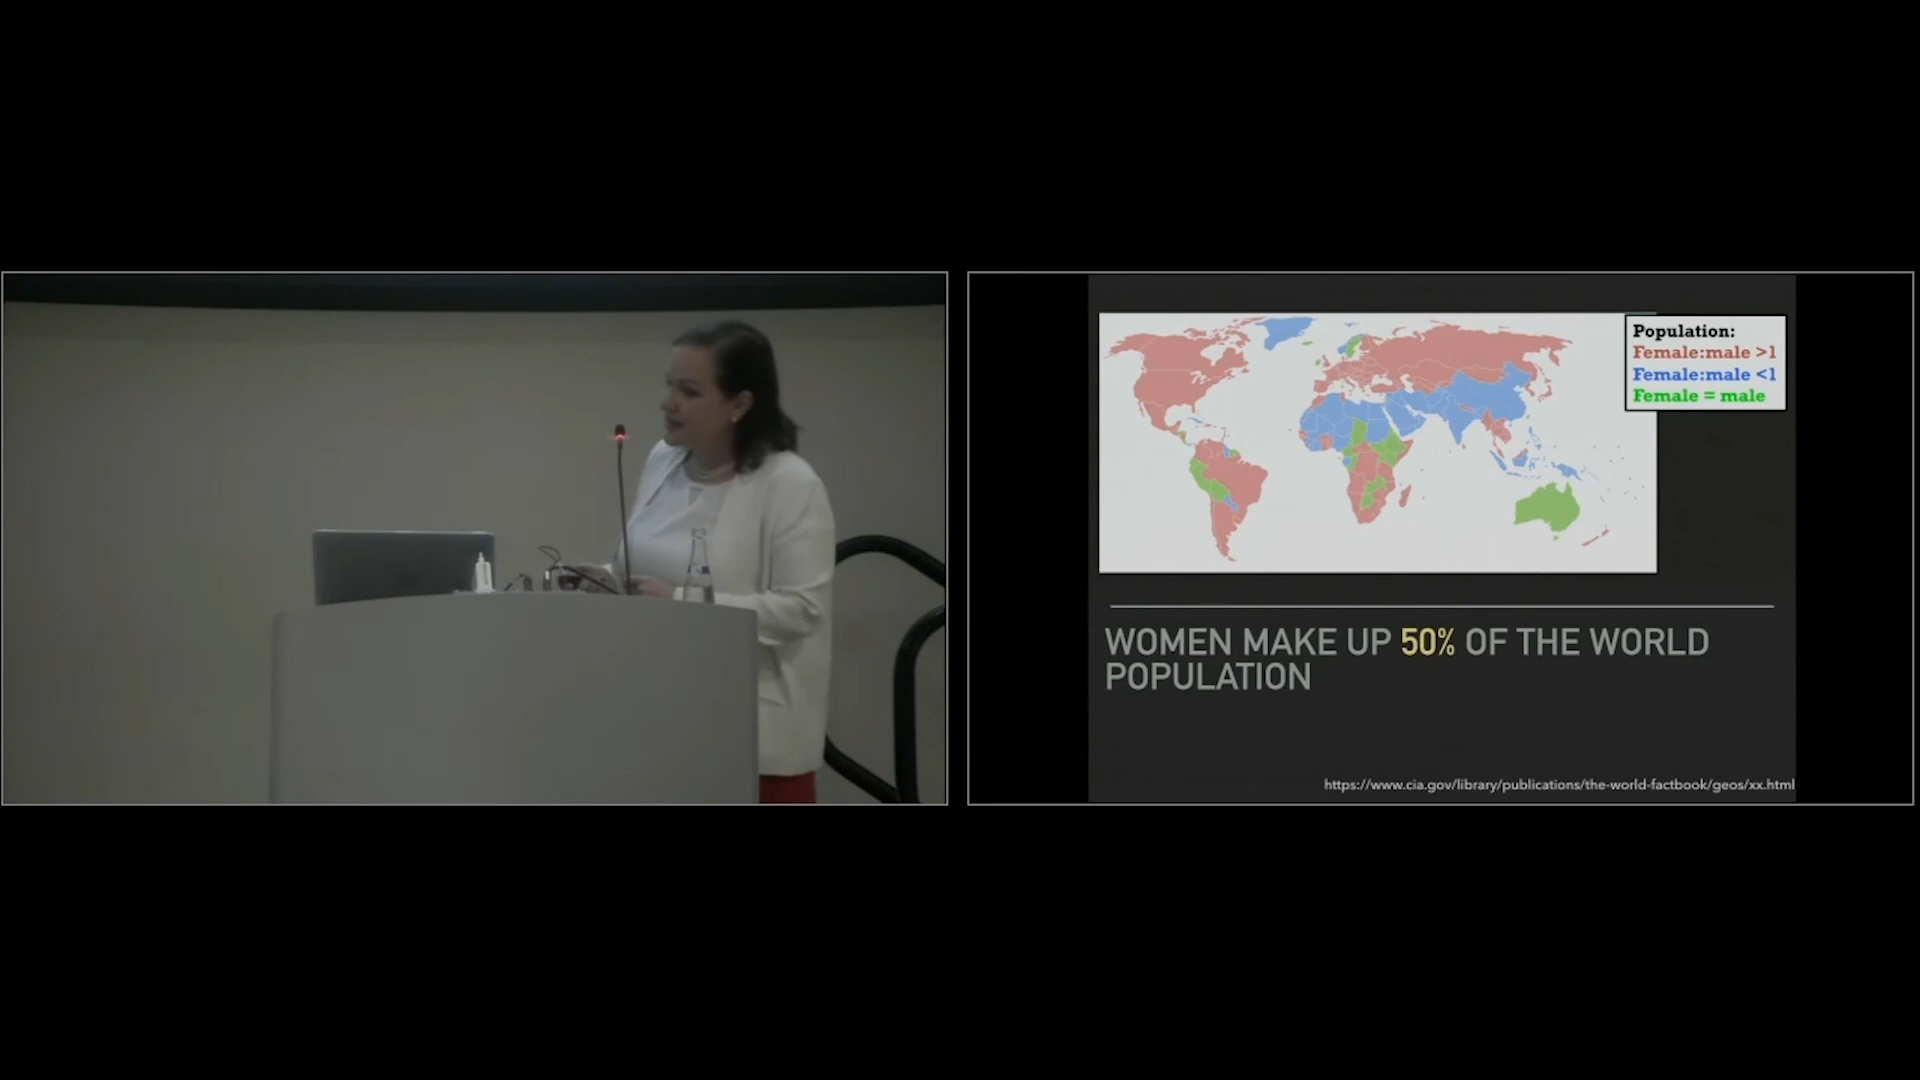 Population:
Female:male >1
Female:male <1
Female = male
WOMEN MAKE UP 50% OF THE WORLD
POPULATION
https://www.cia.gov/library/publications/the-world-factbook/geos/xx.html